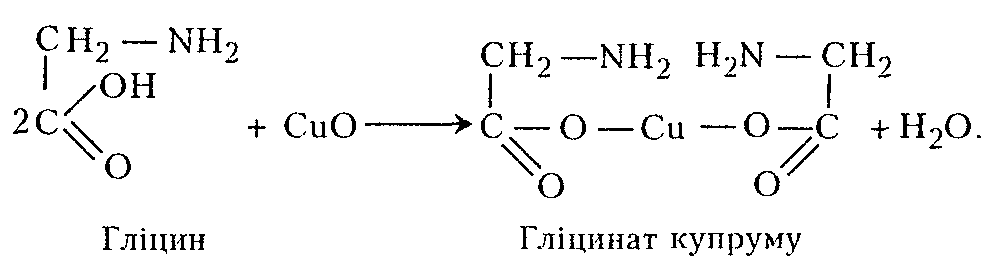 CH₂ — NH₂ CH₂ —NH₂ H₂N — CH₂
OH
2C + CuO ⟶ C — O — Cu — O — C + H₂O.
O O O
Гліцин Гліцинат купруму